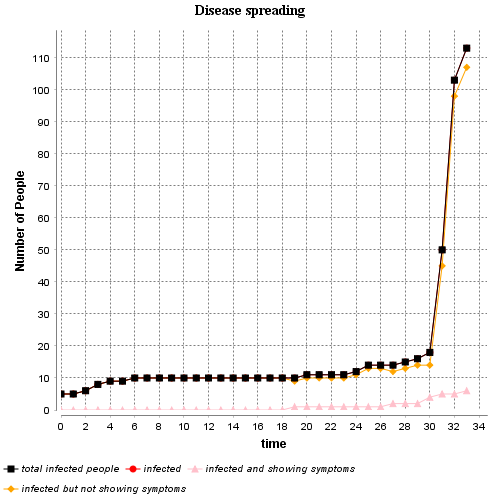 Disease spreading
Number of People
110
100
90
80
70
60
50
40
30
20
10
0
0 2 4 6 8 10 12 14 16 18 20 22 24 26 28 30 32 34
time
total infected people infected infected and showing symptoms
infected but not showing symptoms